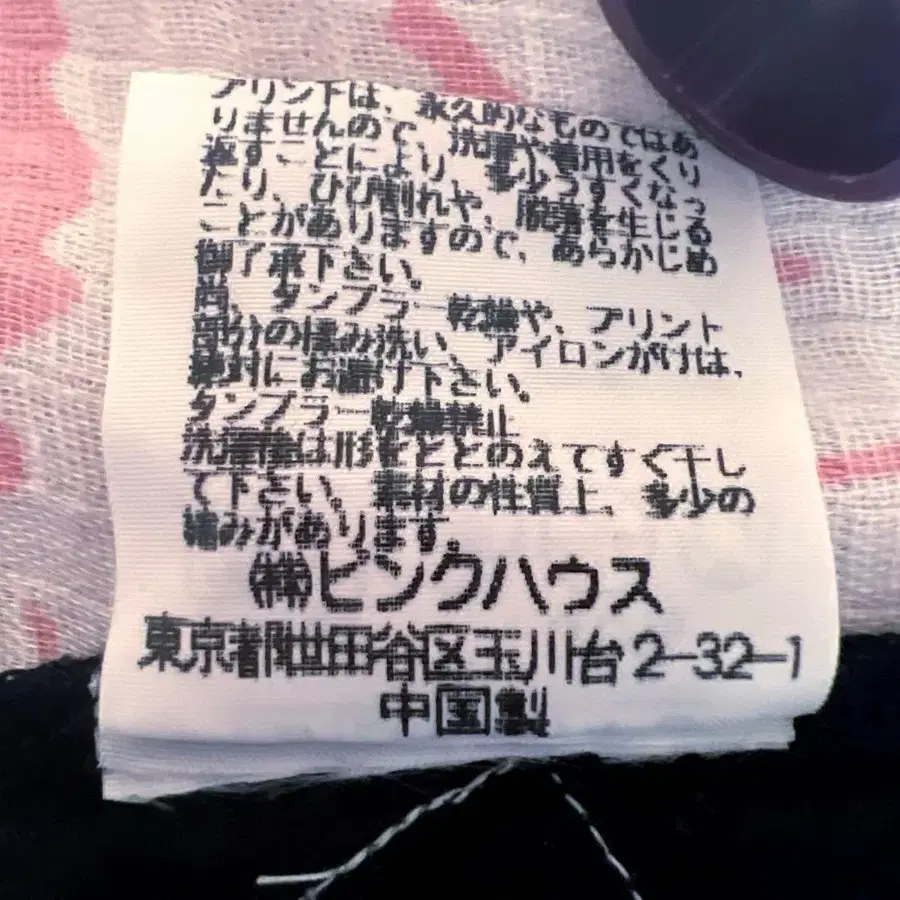 プリントは、永久的なものではあ
りませんので、洗濯や着用をくり
返すことにより、多少うすくなっ
たり、ひび割れや、脱落を生じる
ことがありますので、あらかじめ
御了承下さい。
尚、タンブラー乾燥や、プリント
部分の揉み洗い、アイロンがけは、
絶対にお避け下さい。
タンブラー乾燥禁止
洗濯後は形をととのえてすぐ干し
て下さい。素材の性質上、多少の
縮みがあります。
㈱ピンクハウス
東京都世田谷区玉川台2-32-1
中国製